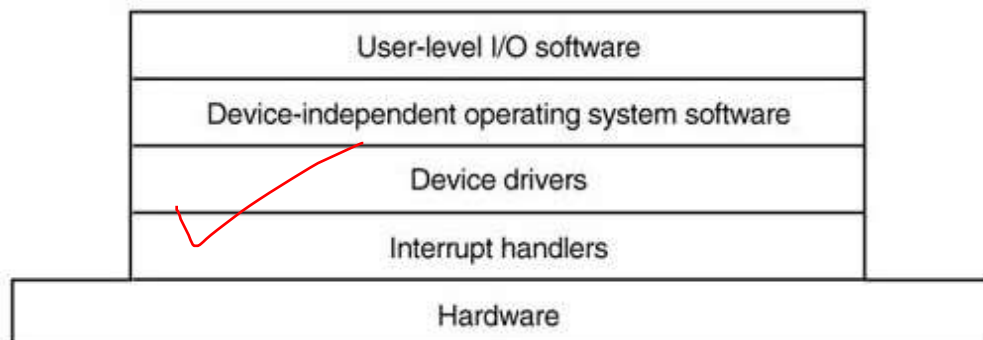 User-level I/O software
Device-independent operating system software
Device drivers
Interrupt handlers
Hardware